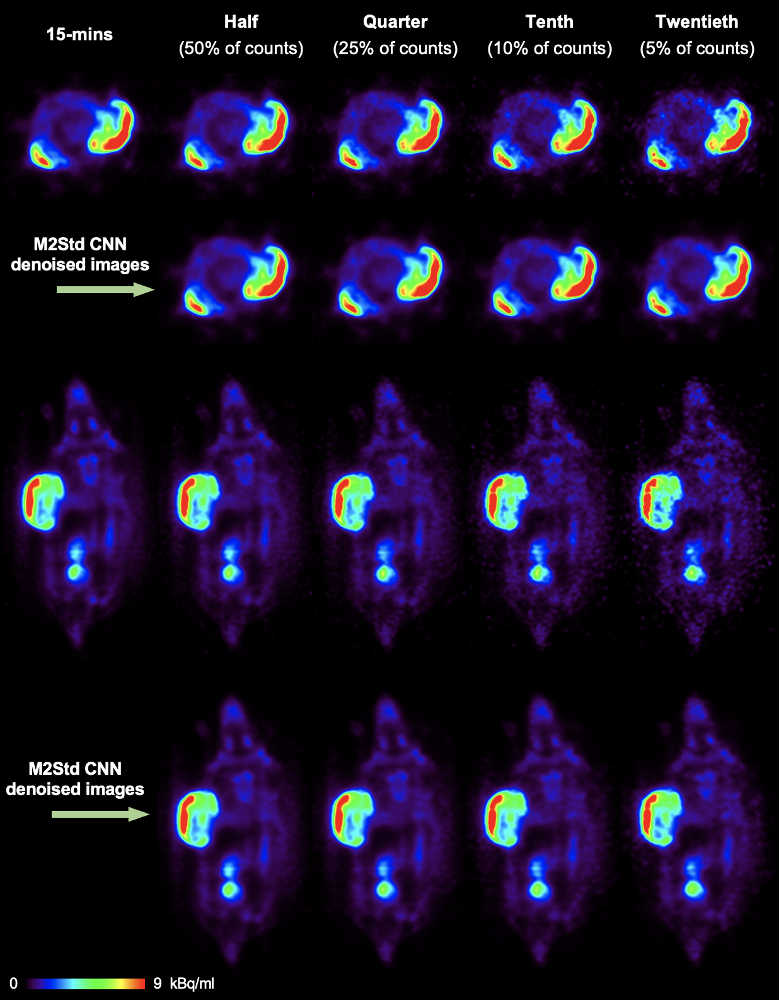 15-mins
Half
(50% of counts)
Quarter
(25% of counts)
Tenth
(10% of counts)
Twentieth
(5% of counts)
M2Std CNN
denoised images
M2Std CNN
denoised images
0 9 kBq/ml